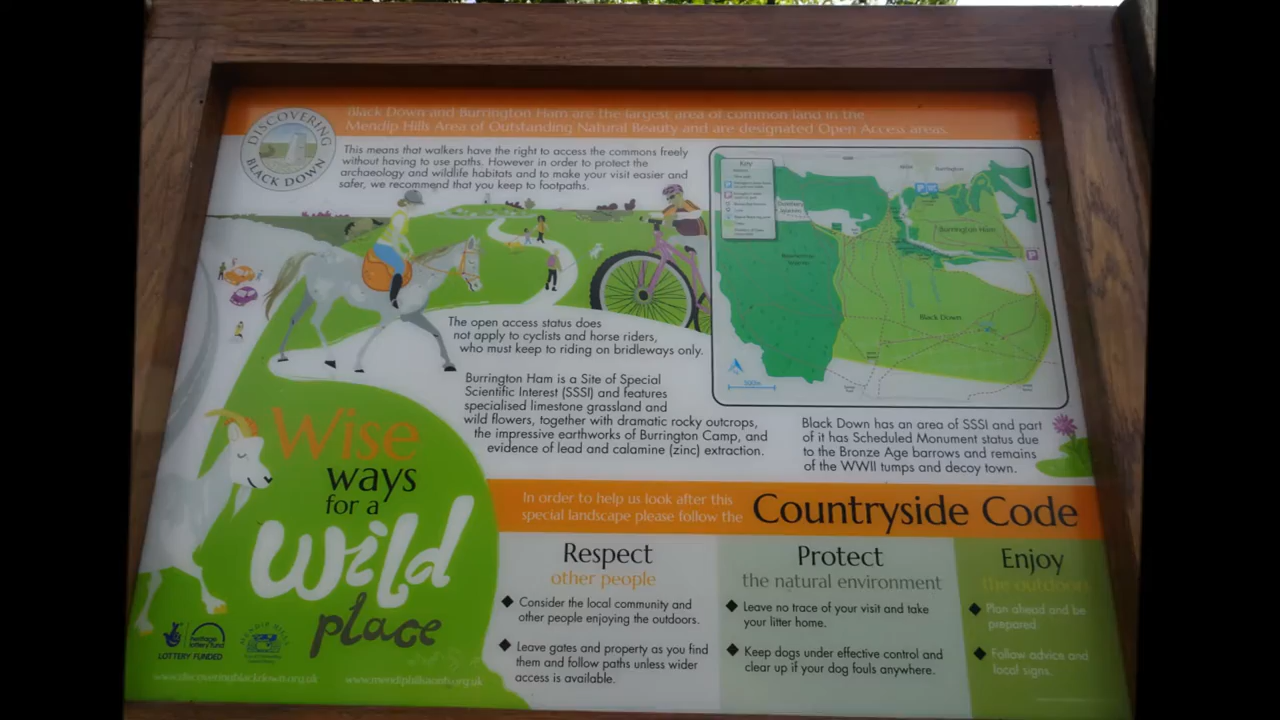 DISCOVERING
BLACK DOWN
Black Down and Burrington Ham are the largest area of common land in the
Mendip Hills Area of Outstanding Natural Beauty and are designated Open Access areas.
This means that walkers have the right to access the commons freely
without having to use paths. However in order to protect the
archaeology and wildlife habitats and to make your visit easier and
safer, we recommend that you keep to footpaths.
Key
Burrington
Burrington Ham
Black Down
500m
The open access status does
not apply to cyclists and horse riders,
who must keep to riding on bridleways only.
Burrington Ham is a Site of Special
Scientific Interest (SSSI) and features
specialised limestone grassland and
wild flowers, together with dramatic rocky outcrops,
the impressive earthworks of Burrington Camp, and
evidence of lead and calamine (zinc) extraction.
Black Down has an area of SSSI and part
of it has Scheduled Monument status due
to the Bronze Age barrows and remains
of the WWII tumps and decoy town.
Wise
ways
for a
wild
place
In order to help us look after this
special landscape please follow the
Countryside Code
Respect
other people
◆ Consider the local community and
other people enjoying the outdoors.
◆ Leave gates and property as you find
them and follow paths unless wider
access is available.
Protect
the natural environment
◆ Leave no trace of your visit and take
your litter home.
◆ Keep dogs under effective control and
clear up if your dog fouls anywhere.
Enjoy
the outdoors
◆ Plan ahead and be
prepared.
◆ Follow advice and
local signs.
heritage
lottery fund
LOTTERY FUNDED
MENDIP HILLS
www.discoveringblackdown.org.uk
www.mendiphillsaonb.org.uk